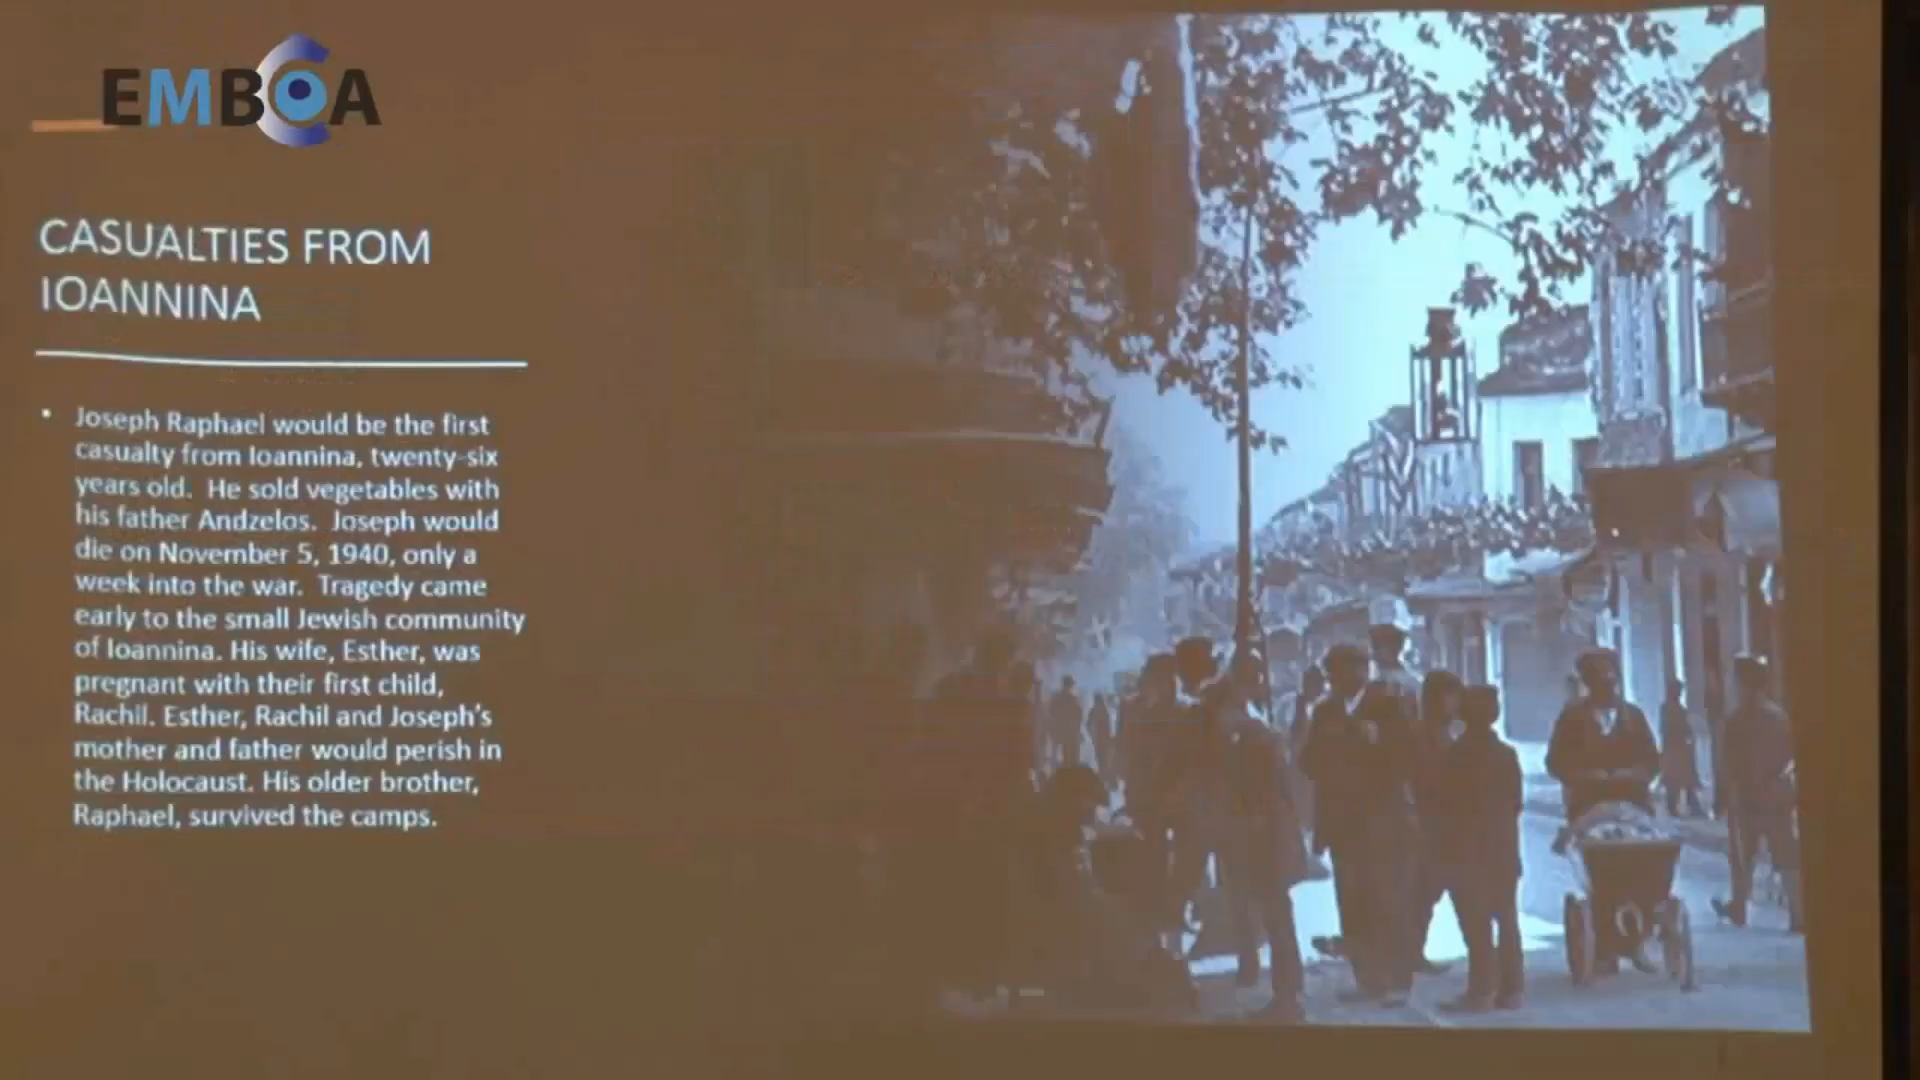 EMBCA
CASUALTIES FROM
IOANNINA
• Joseph Raphael would be the first
casualty from Ioannina, twenty-six
years old. He sold vegetables with
his father Andzelos. Joseph would
die on November 5, 1940, only a
week into the war. Tragedy came
early to the small Jewish community
of Ioannina. His wife, Esther, was
pregnant with their first child,
Rachil. Esther, Rachil and Joseph's
mother and father would perish in
the Holocaust. His older brother,
Raphael, survived the camps.